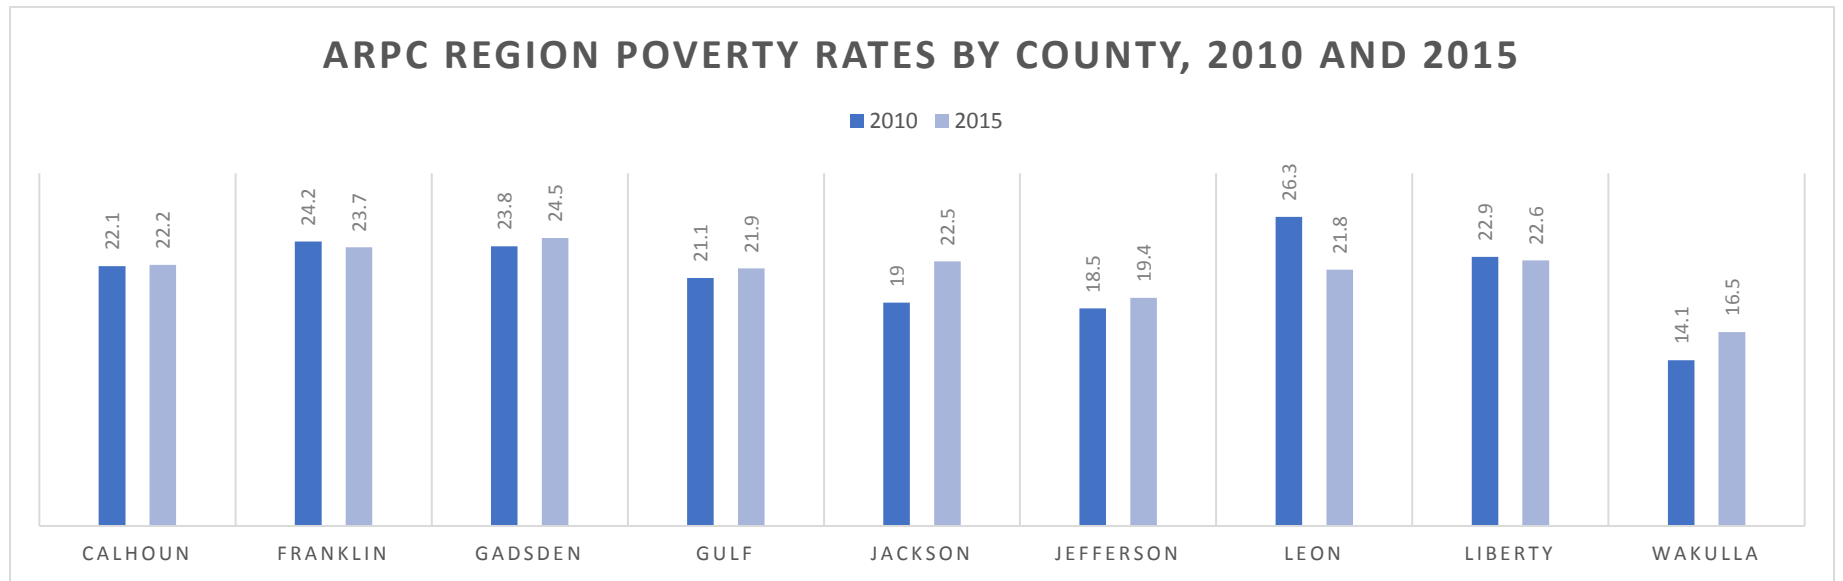 ARPC REGION POVERTY RATES BY COUNTY, 2010 AND 2015
2010 2015
22.1 22.2 24.2 23.7 23.8 24.5 21.1 21.9 19 22.5 18.5 19.4 26.3 21.8 22.9 22.6 14.1 16.5
CALHOUN FRANKLIN GADSDEN GULF JACKSON JEFFERSON LEON LIBERTY WAKULLA